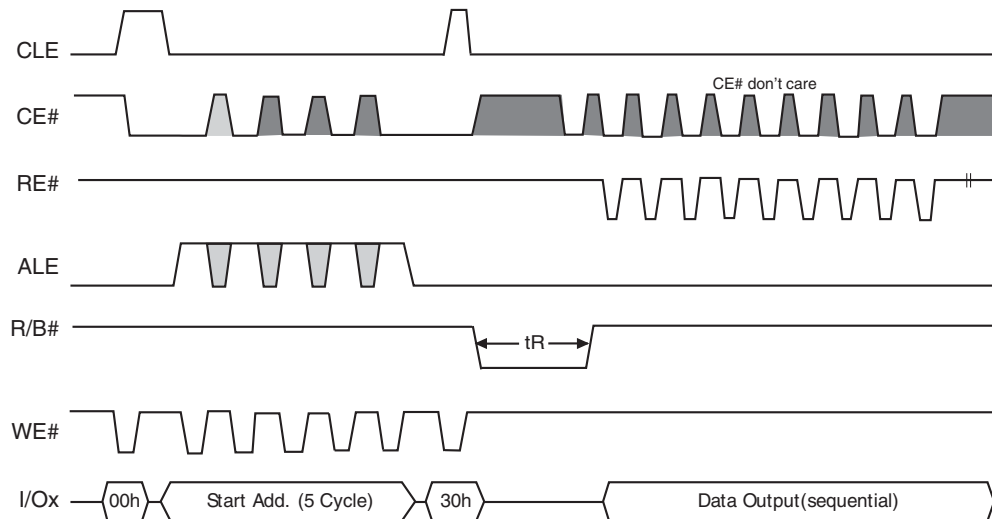 CLE
CE# don't care
CE#
RE#
ALE
R/B#
tR
WE#
I/Ox
00h
Start Add. (5 Cycle)
30h
Data Output(sequential)